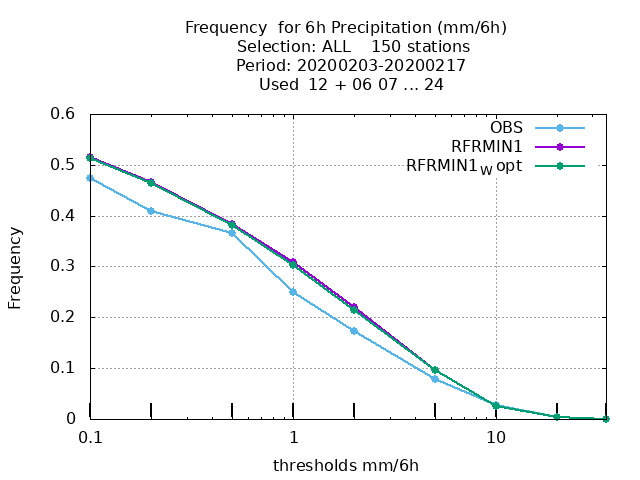 Frequency  for 6h Precipitation (mm/6h)
Selection: ALL    150 stations
Period: 20200203-20200217
Used  12 + 06 07 ... 24
OBS
RFRMIN1
RFRMIN1w opt
0.6
0.5
0.4
0.3
0.2
0.1
0
Frequency
0.1
1
10
thresholds mm/6h